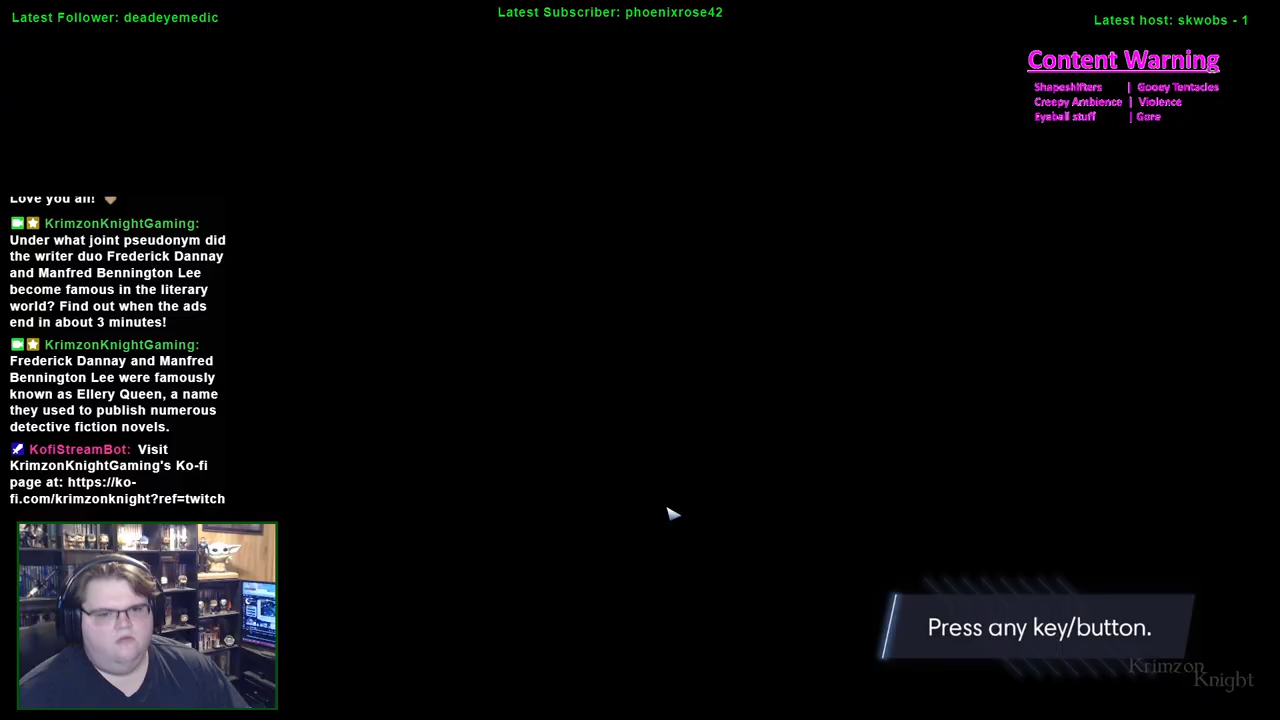 Latest Follower: deadeyemedic
Latest Subscriber: phoenixrose42
Latest host: skwobs - 1
Content Warning
Shapeshifters | Gooey Tentacles
Creepy Ambience | Violence
Eyeball stuff | Gore
Love you all!
KrimzonKnightGaming:
Under what joint pseudonym did
the writer duo Frederick Dannay
and Manfred Bennington Lee
become famous in the literary
world? Find out when the ads
end in about 3 minutes!
KrimzonKnightGaming:
Frederick Dannay and Manfred
Bennington Lee were famously
known as Ellery Queen, a name
they used to publish numerous
detective fiction novels.
KofiStreamBot: Visit
KrimzonKnightGaming's Ko-fi
page at: https://ko-
fi.com/krimzonknight?ref=twitch
Press any key/button.
Krimzon
Knight